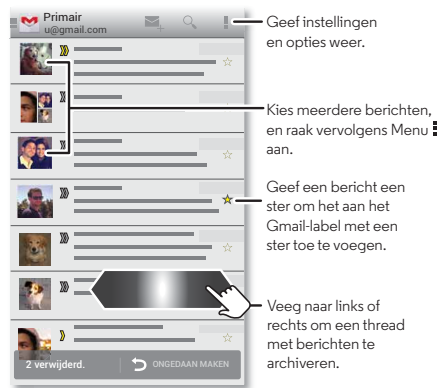 Primair
u@gmail.com
Geef instellingen
en opties weer.
Kies meerdere berichten,
en raak vervolgens Menu
aan.
Geef een bericht een
ster om het aan het
Gmail-label met een
ster toe te voegen.
Veeg naar links of
rechts om een thread
met berichten te
archiveren.
2 verwijderd.
ONGEDAAN MAKEN